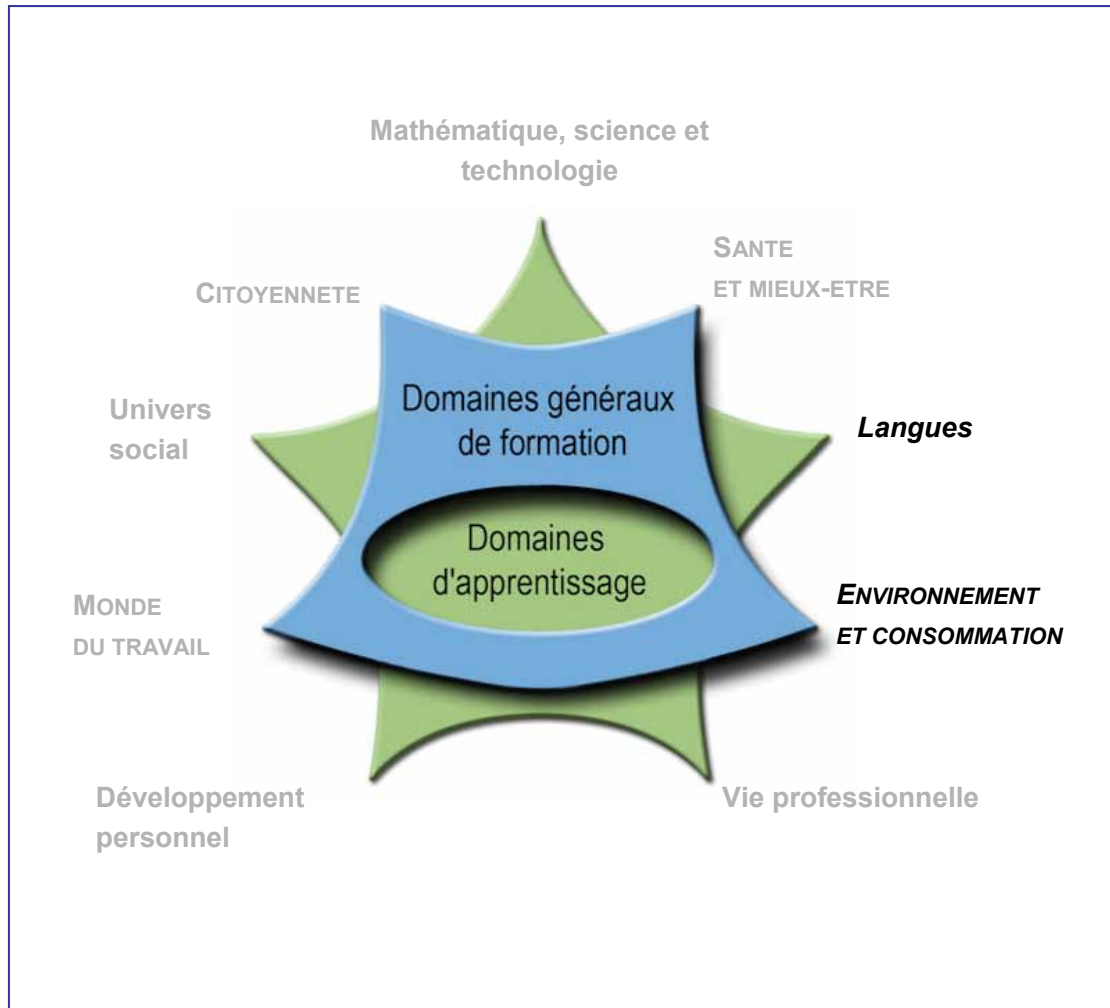 Mathématique, science et
technologie
SANTE
ET MIEUX-ETRE
CITOYENNETE
Domaines généraux
de formation
Univers
social
Langues
Domaines
d'apprentissage
MONDE
DU TRAVAIL
ENVIRONNEMENT
ET CONSOMMATION
Développement
personnel
Vie professionnelle